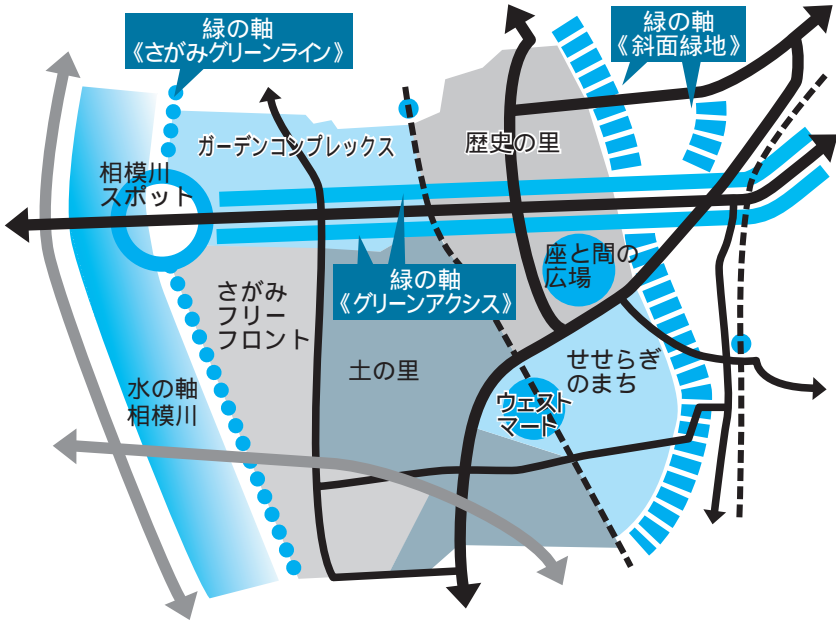 緑の軸
《さがみグリーンライン》
緑の軸
《斜面緑地》
ガーデンコンプレックス
歴史の里
相模川
スポット
座と間の
広場
緑の軸
《グリーンアクシス》
さがみ
フリー
フロント
土の里
せせらぎ
のまち
水の軸
相模川
ウェスト
マート